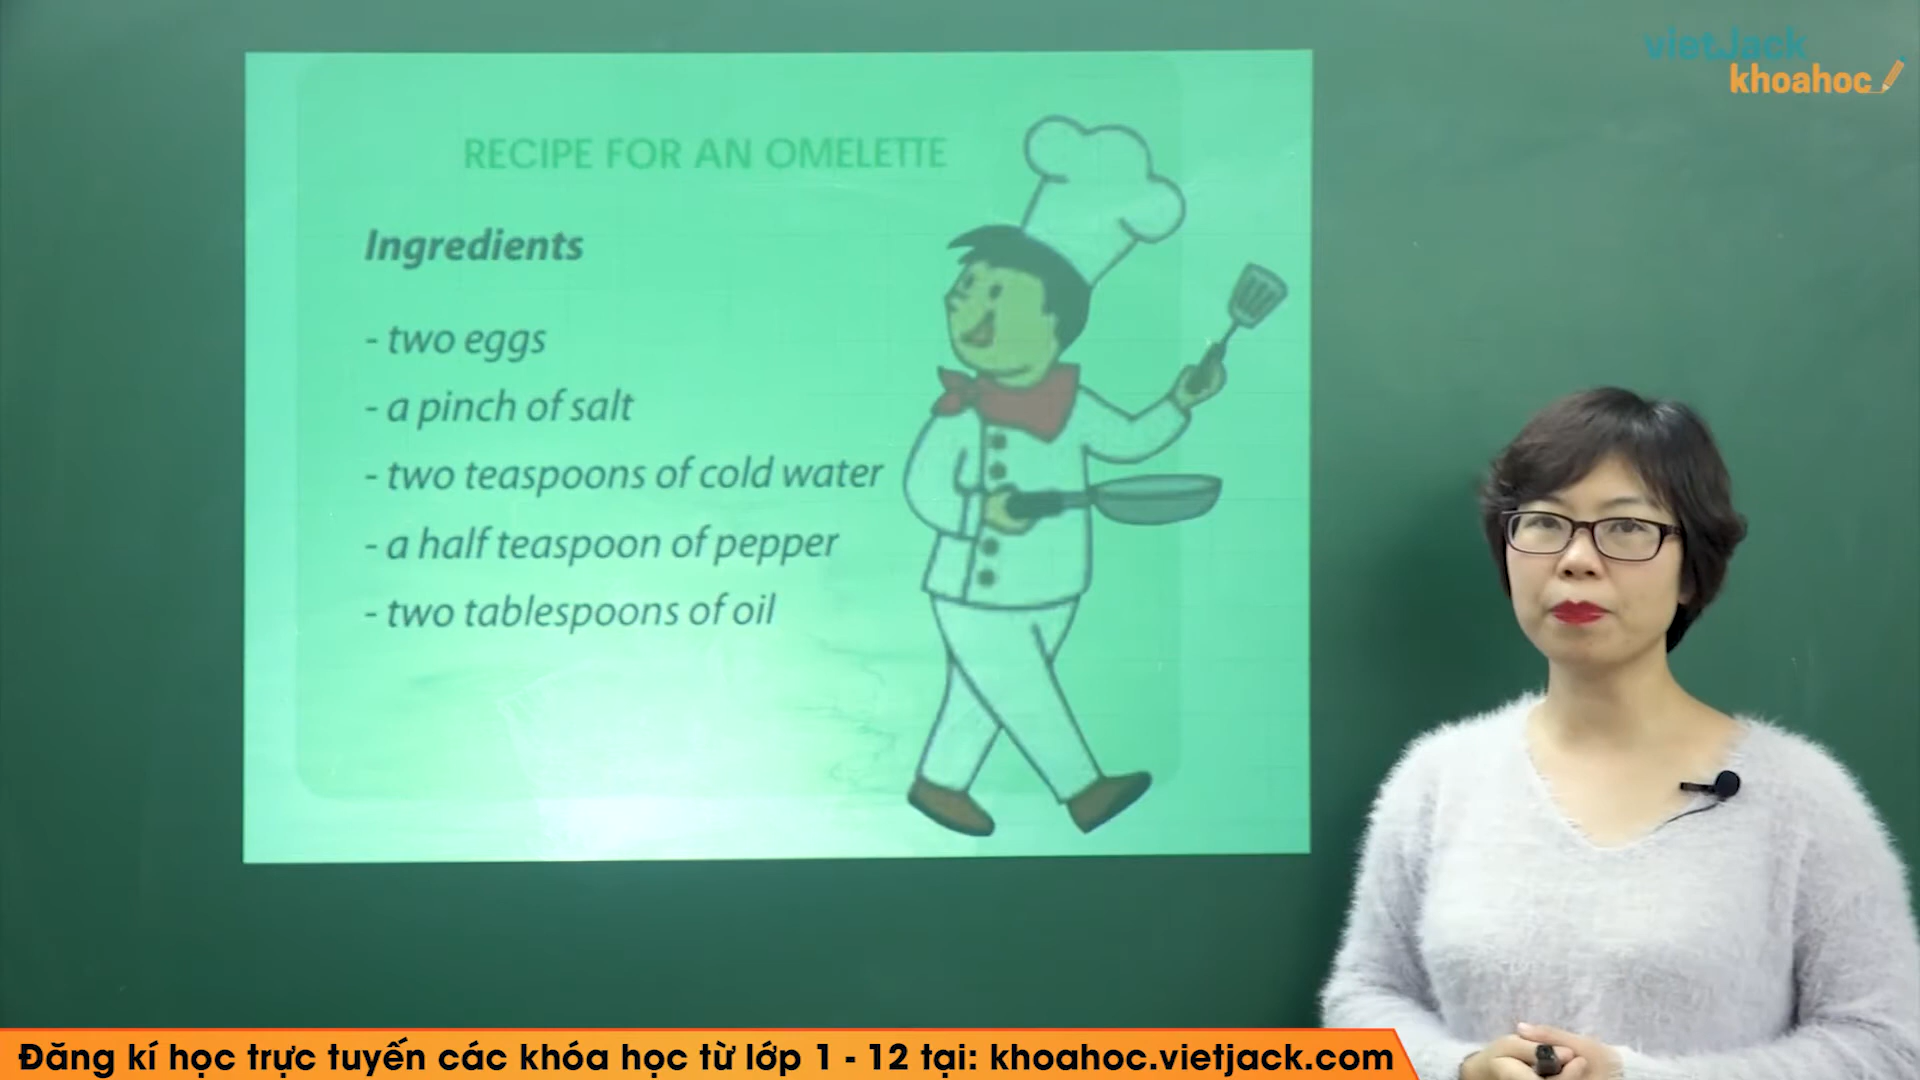 vietJack
khoahoc
RECIPE FOR AN OMELETTE
Ingredients
- two eggs
- a pinch of salt
- two teaspoons of cold water
- a half teaspoon of pepper
- two tablespoons of oil
Đăng kí học trực tuyến các khóa học từ lớp 1 - 12 tại: khoahoc.vietjack.com